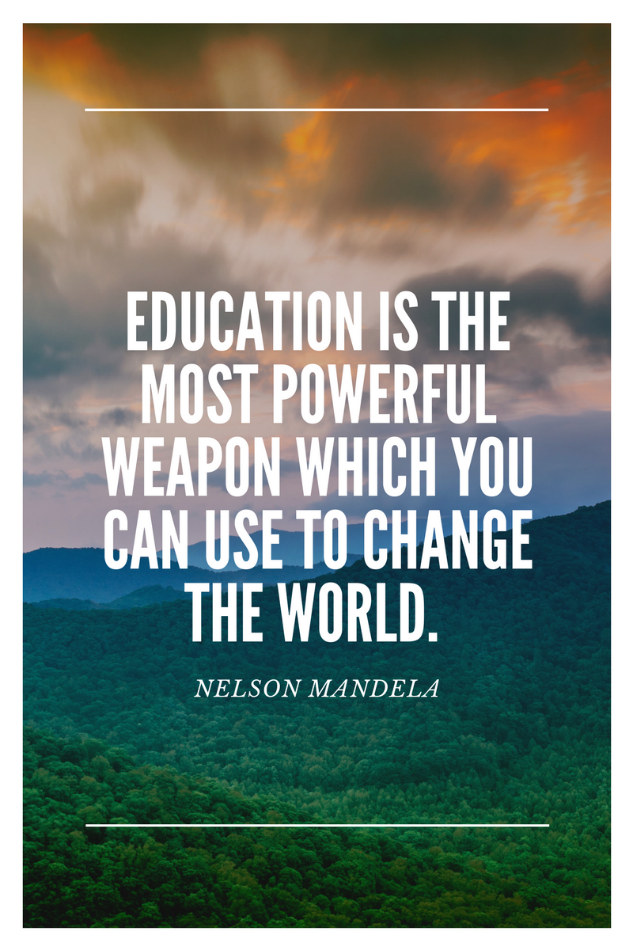 EDUCATION IS THE
MOST POWERFUL
WEAPON WHICH YOU
CAN USE TO CHANGE
THE WORLD.
NELSON MANDELA